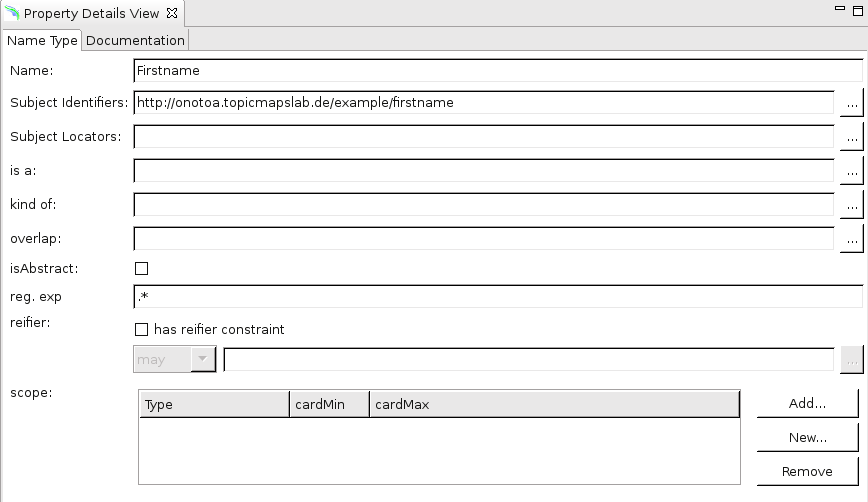 Property Details View
Name Type Documentation
Name: Firstname
Subject Identifiers: http://onotoa.topicmapslab.de/example/firstname ...
Subject Locators: ...
is a: ...
kind of: ...
overlap: ...
isAbstract:
reg. exp .*
reifier: has reifier constraint
may ...
scope:
Type cardMin cardMax
Add...
New...
Remove